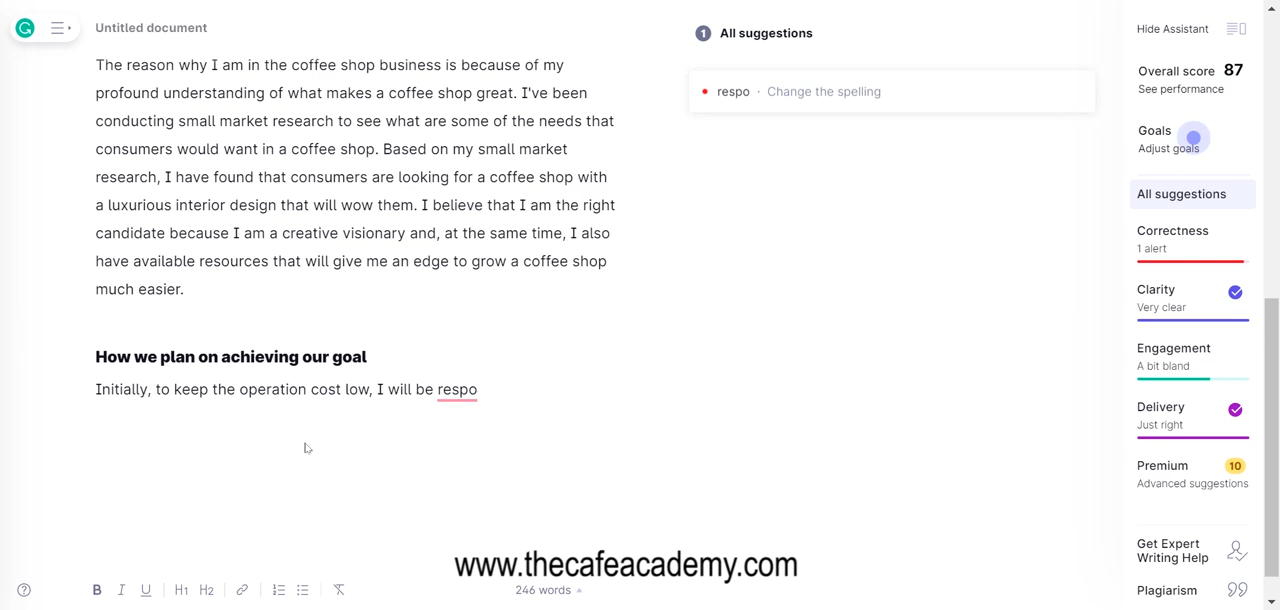 Untitled document
The reason why I am in the coffee shop business is because of my
profound understanding of what makes a coffee shop great. I've been
conducting small market research to see what are some of the needs that
consumers would want in a coffee shop. Based on my small market
research, I have found that consumers are looking for a coffee shop with
a luxurious interior design that will wow them. I believe that I am the right
candidate because I am a creative visionary and, at the same time, I also
have available resources that will give me an edge to grow a coffee shop
much easier.
How we plan on achieving our goal
Initially, to keep the operation cost low, I will be respo
1 All suggestions
respo · Change the spelling
Hide Assistant
Overall score 87
See performance
Goals
Adjust goals
All suggestions
Correctness
1 alert
Clarity
Very clear
Engagement
A bit bland
Delivery
Just right
Premium 10
Advanced suggestions
Get Expert
Writing Help
Plagiarism
www.thecafeacademy.com
B I U H1 H2
246 words